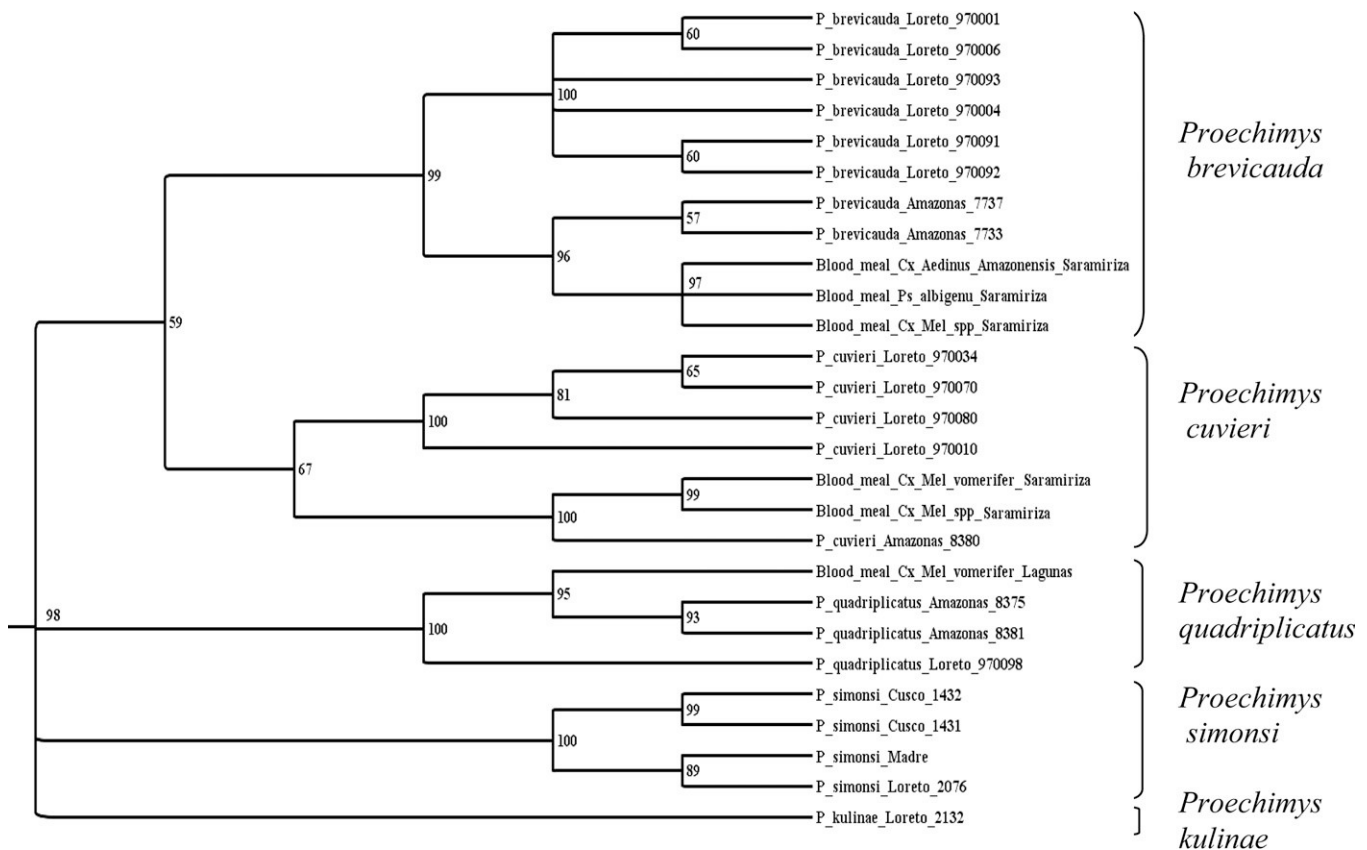 P_brevicauda_Loreto_970001
60
P_brevicauda_Loreto_970006
P_brevicauda_Loreto_970093
100
P_brevicauda_Loreto_970004
P_brevicauda_Loreto_970091
60
P_brevicauda_Loreto_970092
99
P_brevicauda_Amazonas_7737
57
P_brevicauda_Amazonas_7733
96
Blood_meal_Cx_Aedinus_Amazonensis_Saramiriza
97
Blood_meal_Ps_albigenu_Saramiriza
Blood_meal_Cx_Mel_spp_Saramiriza
Proechimys
brevicauda
59
P_cuvieri_Loreto_970034
65
P_cuvieri_Loreto_970070
81
P_cuvieri_Loreto_970080
100
P_cuvieri_Loreto_970010
67
Blood_meal_Cx_Mel_vomerifer_Saramiriza
99
Blood_meal_Cx_Mel_spp_Saramiriza
100
P_cuvieri_Amazonas_8380
Proechimys
cuvieri
Blood_meal_Cx_Mel_vomerifer_Lagunas
95
P_quadriplicatus_Amazonas_8375
93
P_quadriplicatus_Amazonas_8381
98
100
P_quadriplicatus_Loreto_970098
Proechimys
quadriplicatus
P_simonsi_Cusco_1432
99
P_simonsi_Cusco_1431
100
P_simonsi_Madre
89
P_simonsi_Loreto_2076
Proechimys
simonsi
P_kulinae_Loreto_2132
Proechimys
kulinae